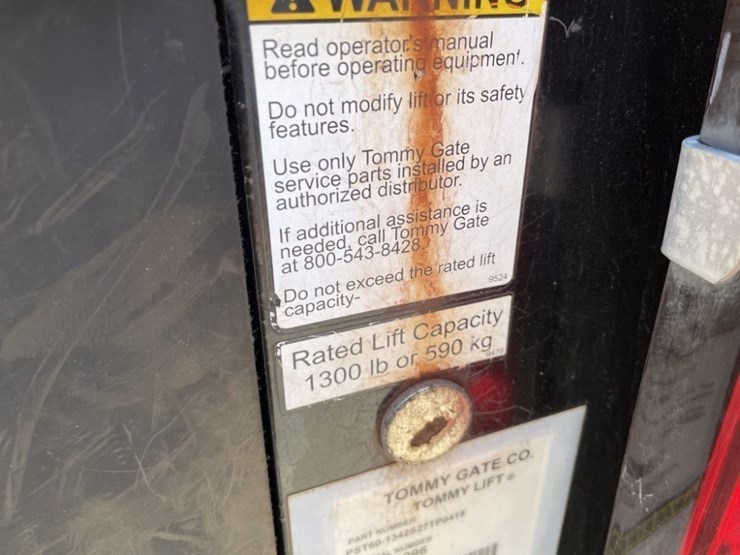 WARNING
Read operator's manual
before operating equipment.
Do not modify lift or its safety
features.
Use only Tommy Gate
service parts installed by an
authorized distributor.
If additional assistance is
needed, call Tommy Gate
at 800-543-8428.
Do not exceed the rated lift
capacity-
9524
Rated Lift Capacity
1300 lb or 590 kg
TOMMY GATE CO.
TOMMY LIFT ®
PART NUMBER
NUMBER